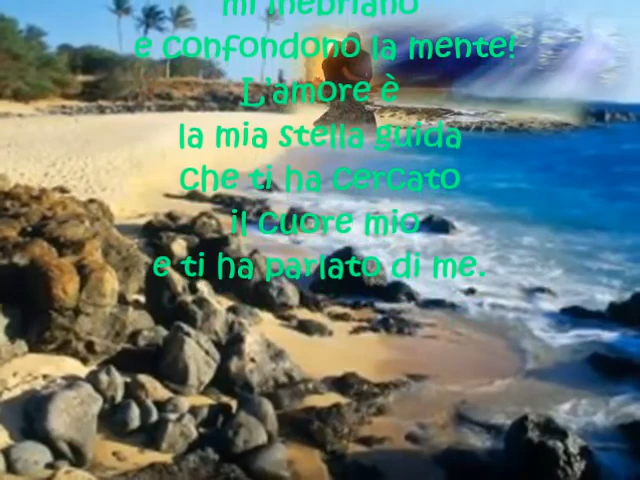 mi inebriano
e confondono la mente!
L'amore è
la mia stella guida
che ti ha cercato
il cuore mio
e ti ha parlato di me.